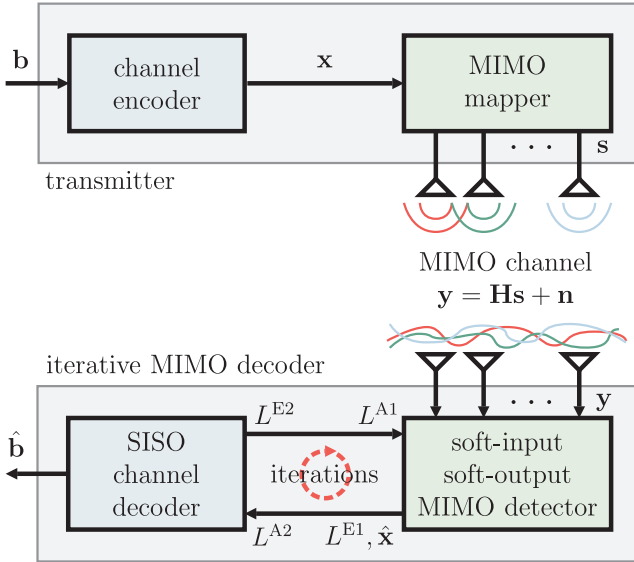 b
channel
encoder
x
MIMO
mapper
· · ·
s
transmitter
MIMO channel
y = Hs + n
iterative MIMO decoder
· · ·
y
b̂
SISO
channel
decoder
L^{E2}
L^{A1}
iterations
L^{A2}
L^{E1}, x̂
soft-input
soft-output
MIMO detector